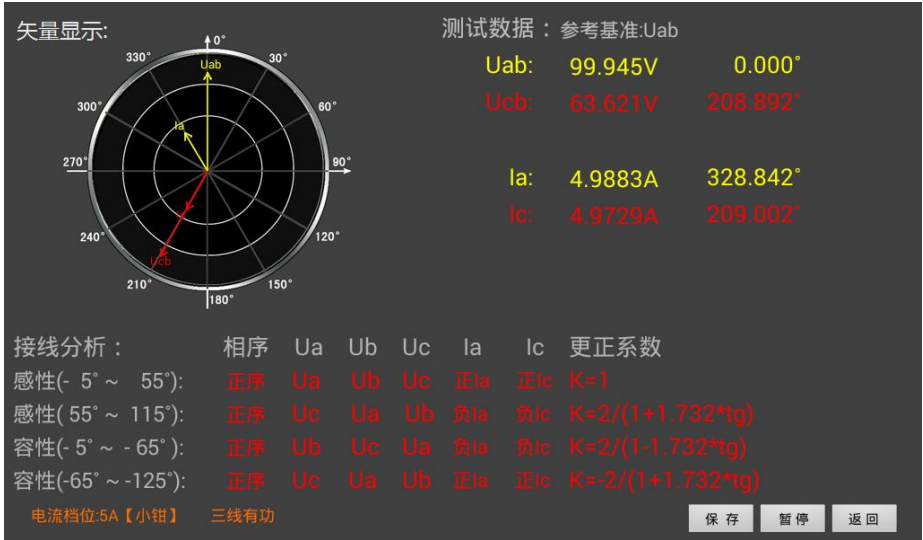 矢量显示:
测试数据 : 参考基准:Uab
0°
30°
60°
90°
120°
150°
180°
210°
240°
270°
300°
330°
Uab
Ia
Ucb
Uab: 99.945V 0.000°
Ucb: 63.621V 208.892°
Ia: 4.9883A 328.842°
Ic: 4.9729A 209.002°
接线分析 : 相序 Ua Ub Uc Ia Ic 更正系数
感性(- 5°~ 55°): 正序 Ua Ub Uc 正Ia 正Ic K=1
感性( 55°~ 115°): 正序 Uc Ua Ub 负Ia 负Ic K=2/(1+1.732*tg)
容性(- 5°~ - 65°): 正序 Ub Uc Ua 负Ia 负Ic K=2/(1-1.732*tg)
容性(-65°~ -125°): 正序 Uc Ua Ub 正Ia 正Ic K=-2/(1+1.732*tg)
电流档位:5A【小钳】 三线有功
保存 暂停 返回